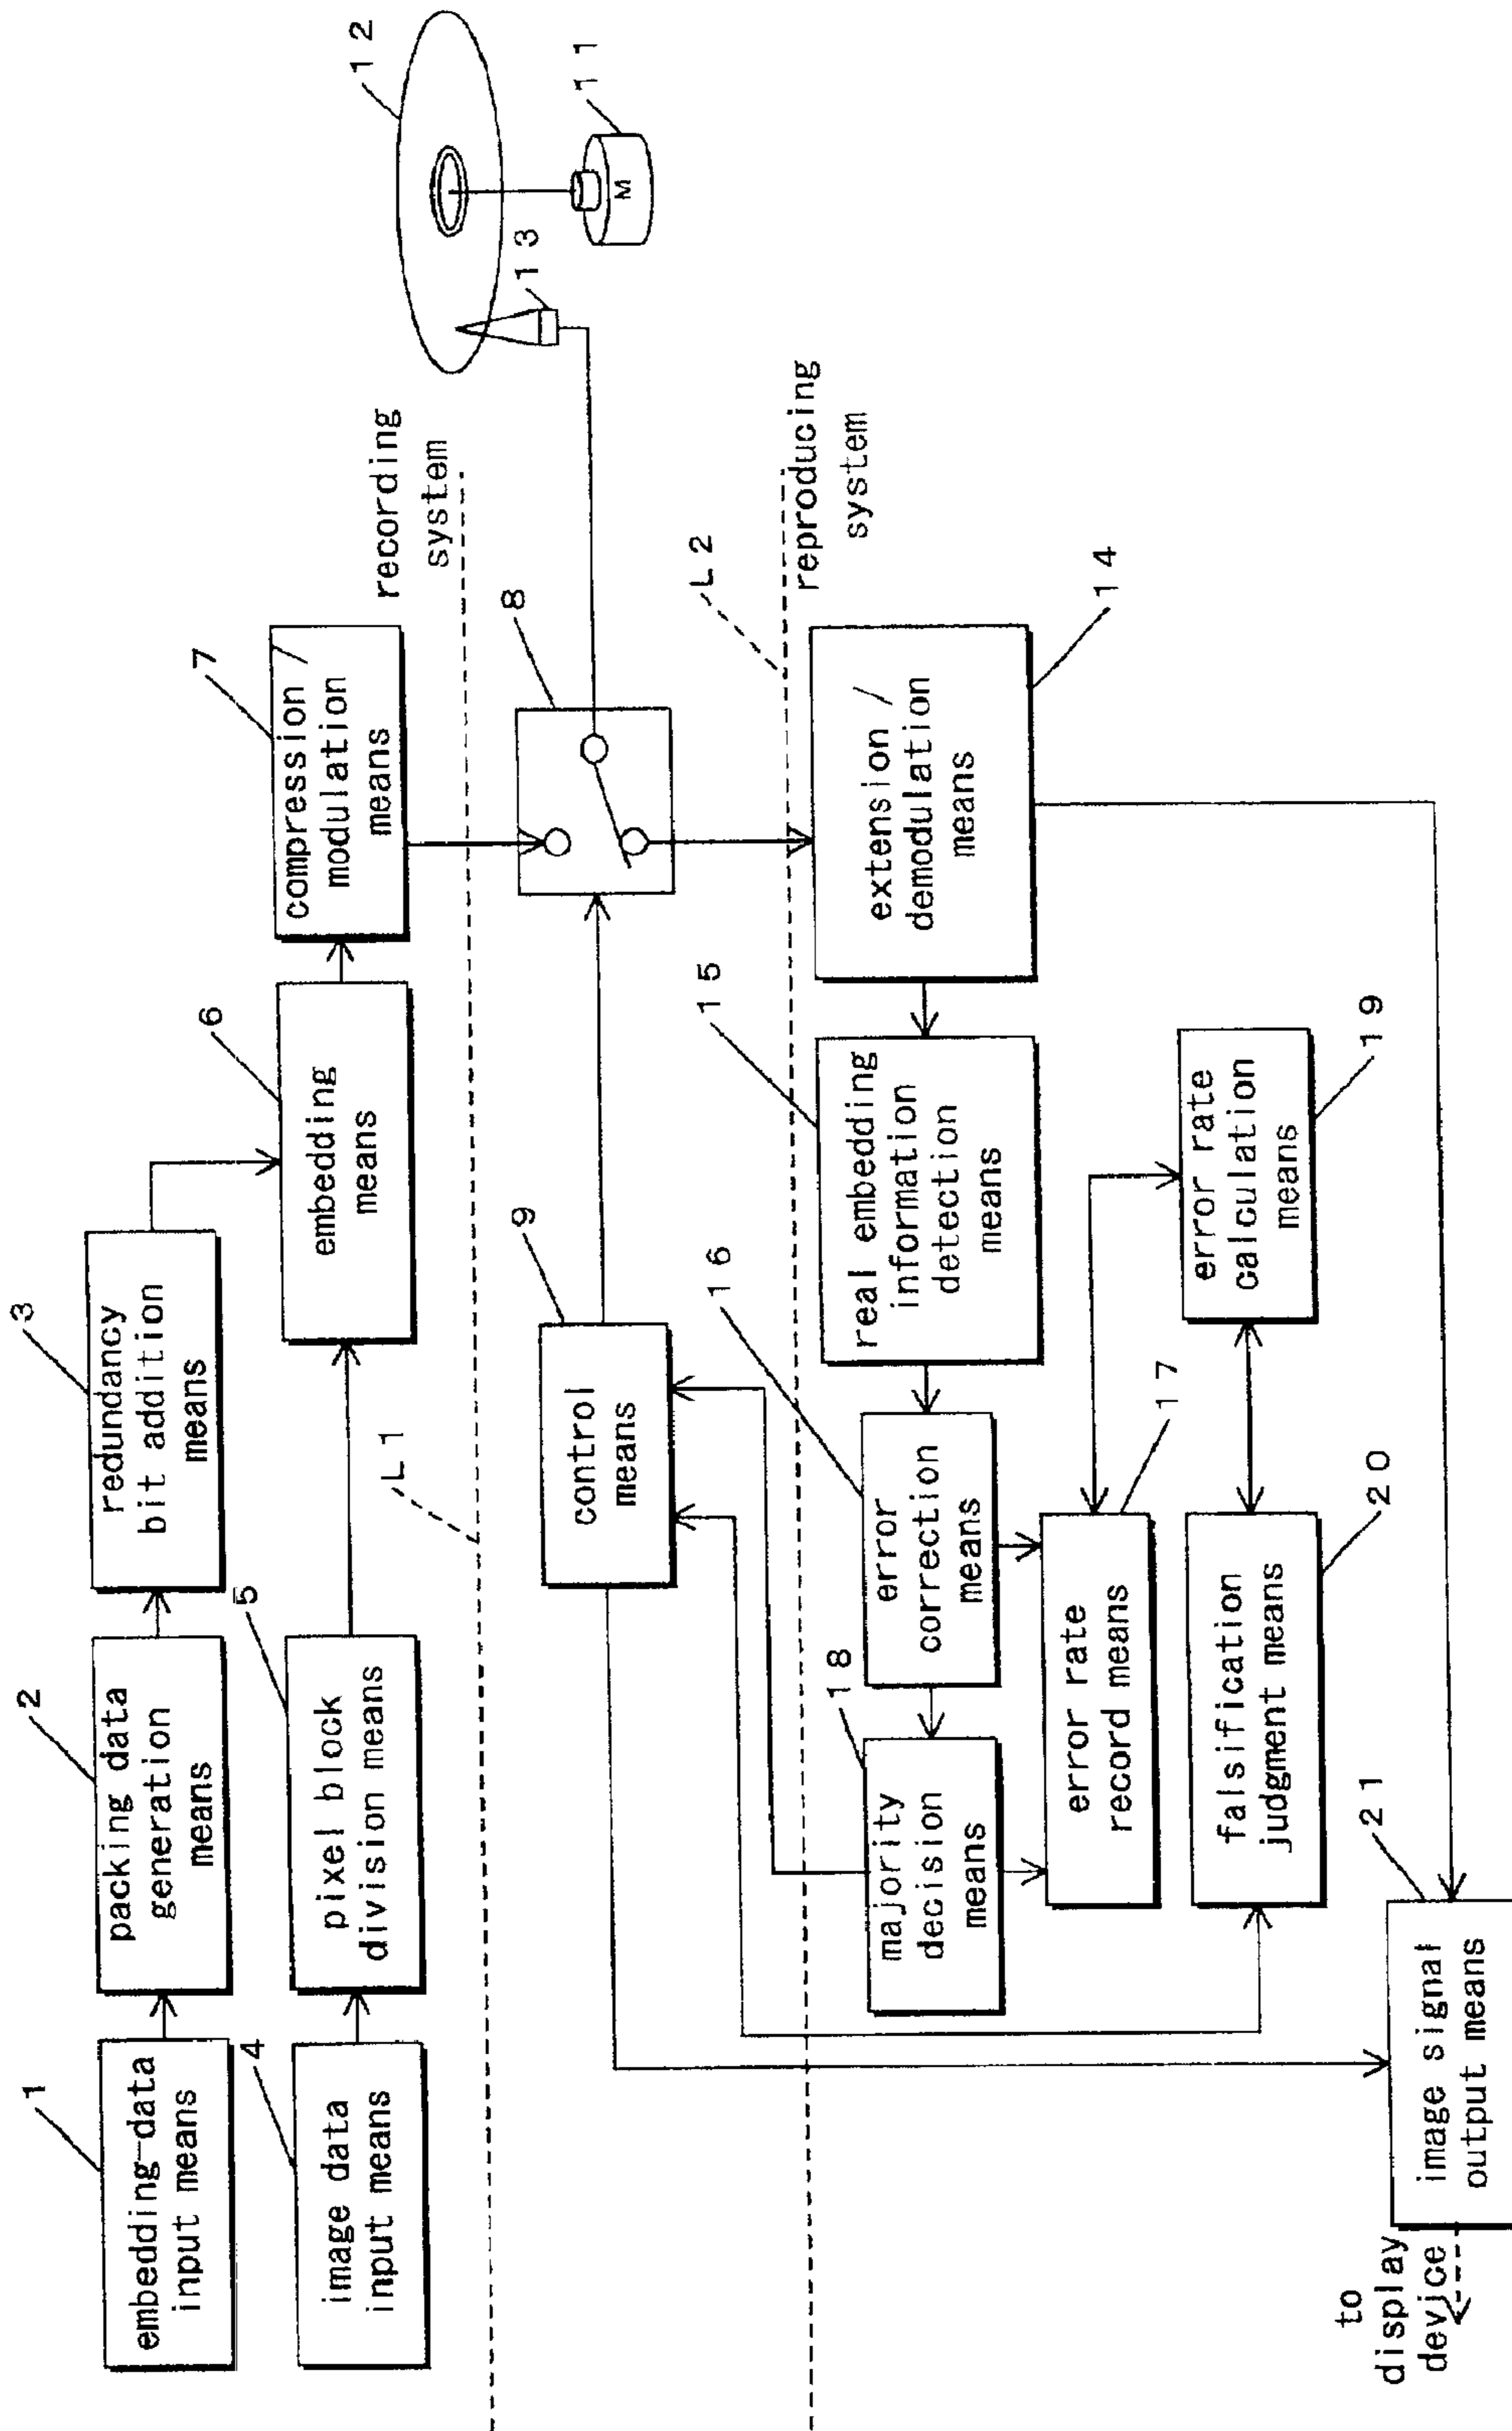 1
embedding-data
input means
2
packing data
generation
means
3
redundancy
bit addition
means
4
image data
input means
5
pixel block
division means
6
embedding
means
7
compression /
modulation
means
recording
system
L1
12
13
11
M
9
control
means
8
L2
reproducing
system
18
majority
decision
means
16
error
correction
means
15
real embedding
information
detection
means
extension /
demodulation
means
14
error rate
record means
17
error rate
calculation
means
19
falsification
judgment means
20
21
image signal
output means
to
display
device